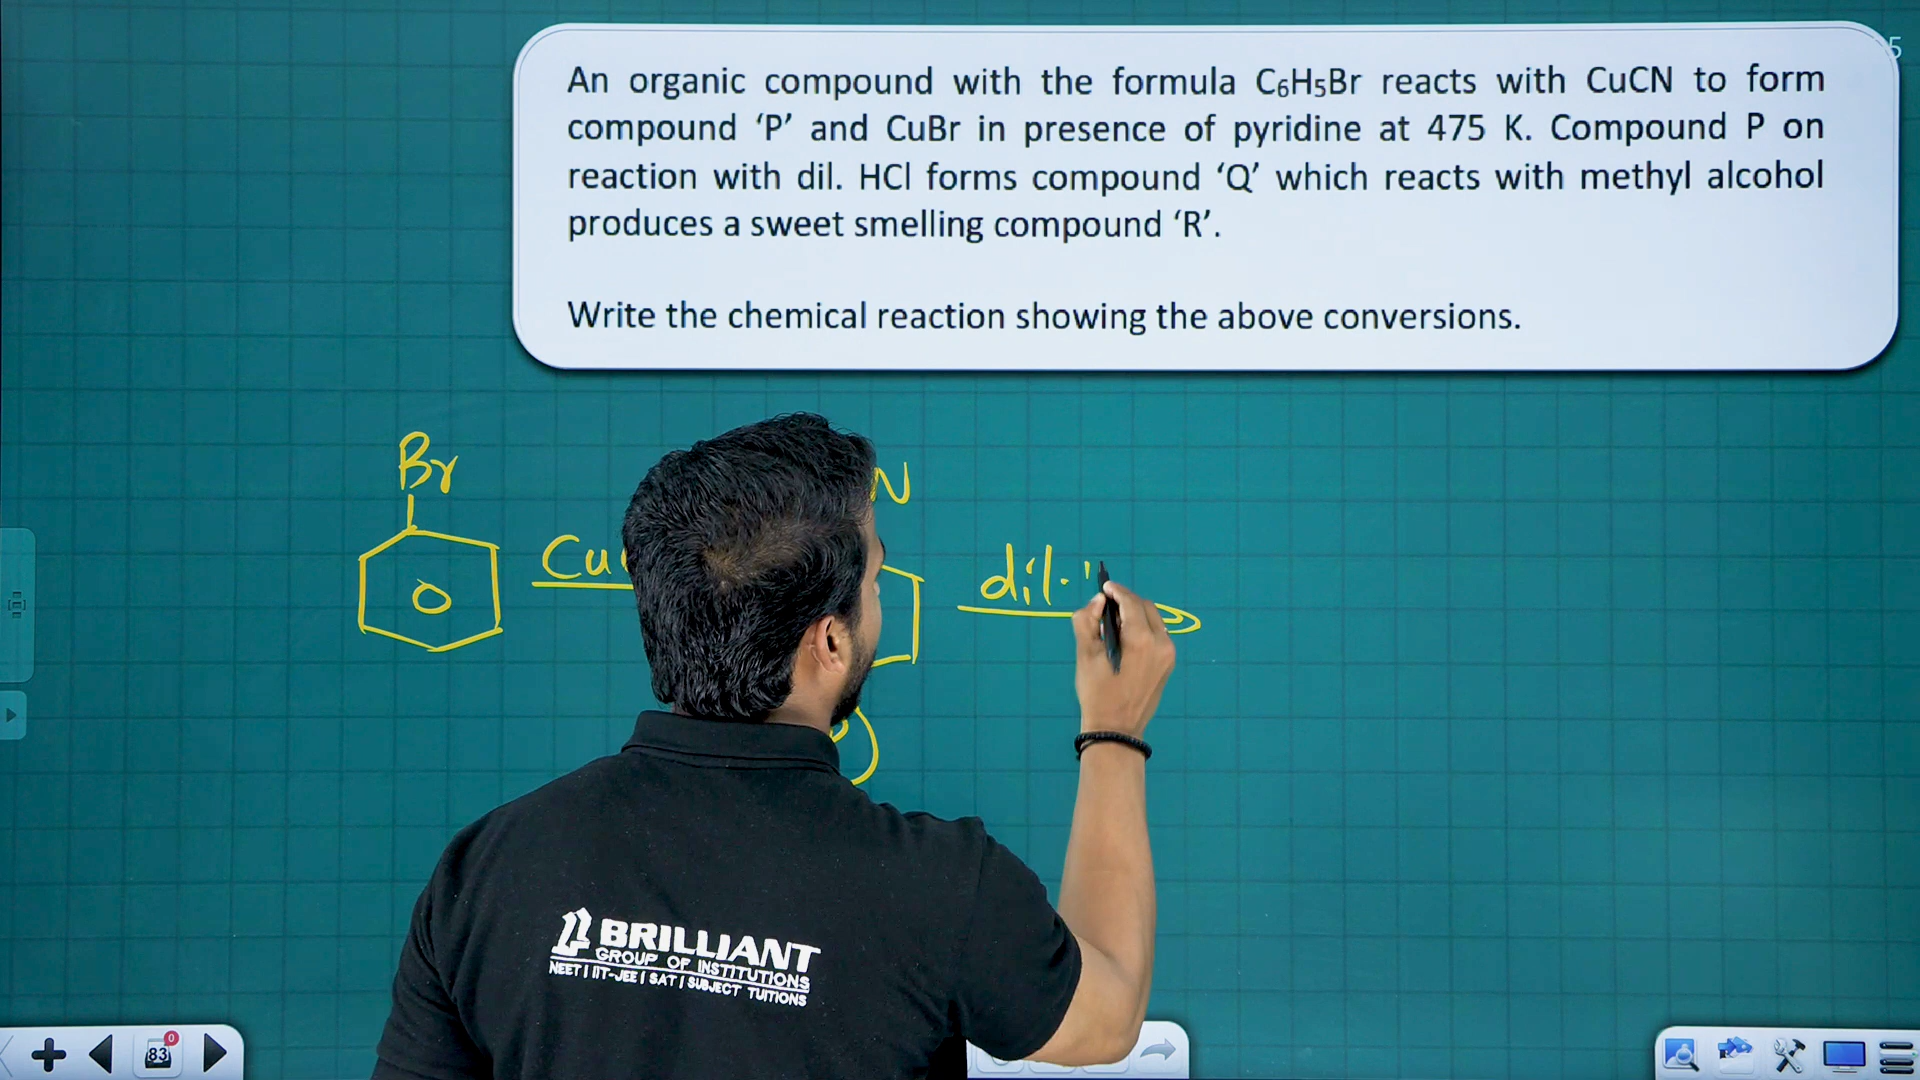 5
An organic compound with the formula C₆H₅Br reacts with CuCN to form
compound ‘P’ and CuBr in presence of pyridine at 475 K. Compound P on
reaction with dil. HCl forms compound ‘Q’ which reacts with methyl alcohol
produces a sweet smelling compound ‘R’.
Write the chemical reaction showing the above conversions.
Br
Cu
N
dil.
BRILLIANT
GROUP OF INSTITUTIONS
NEET | IIT-JEE | SAT | SUBJECT TUITIONS
0
83